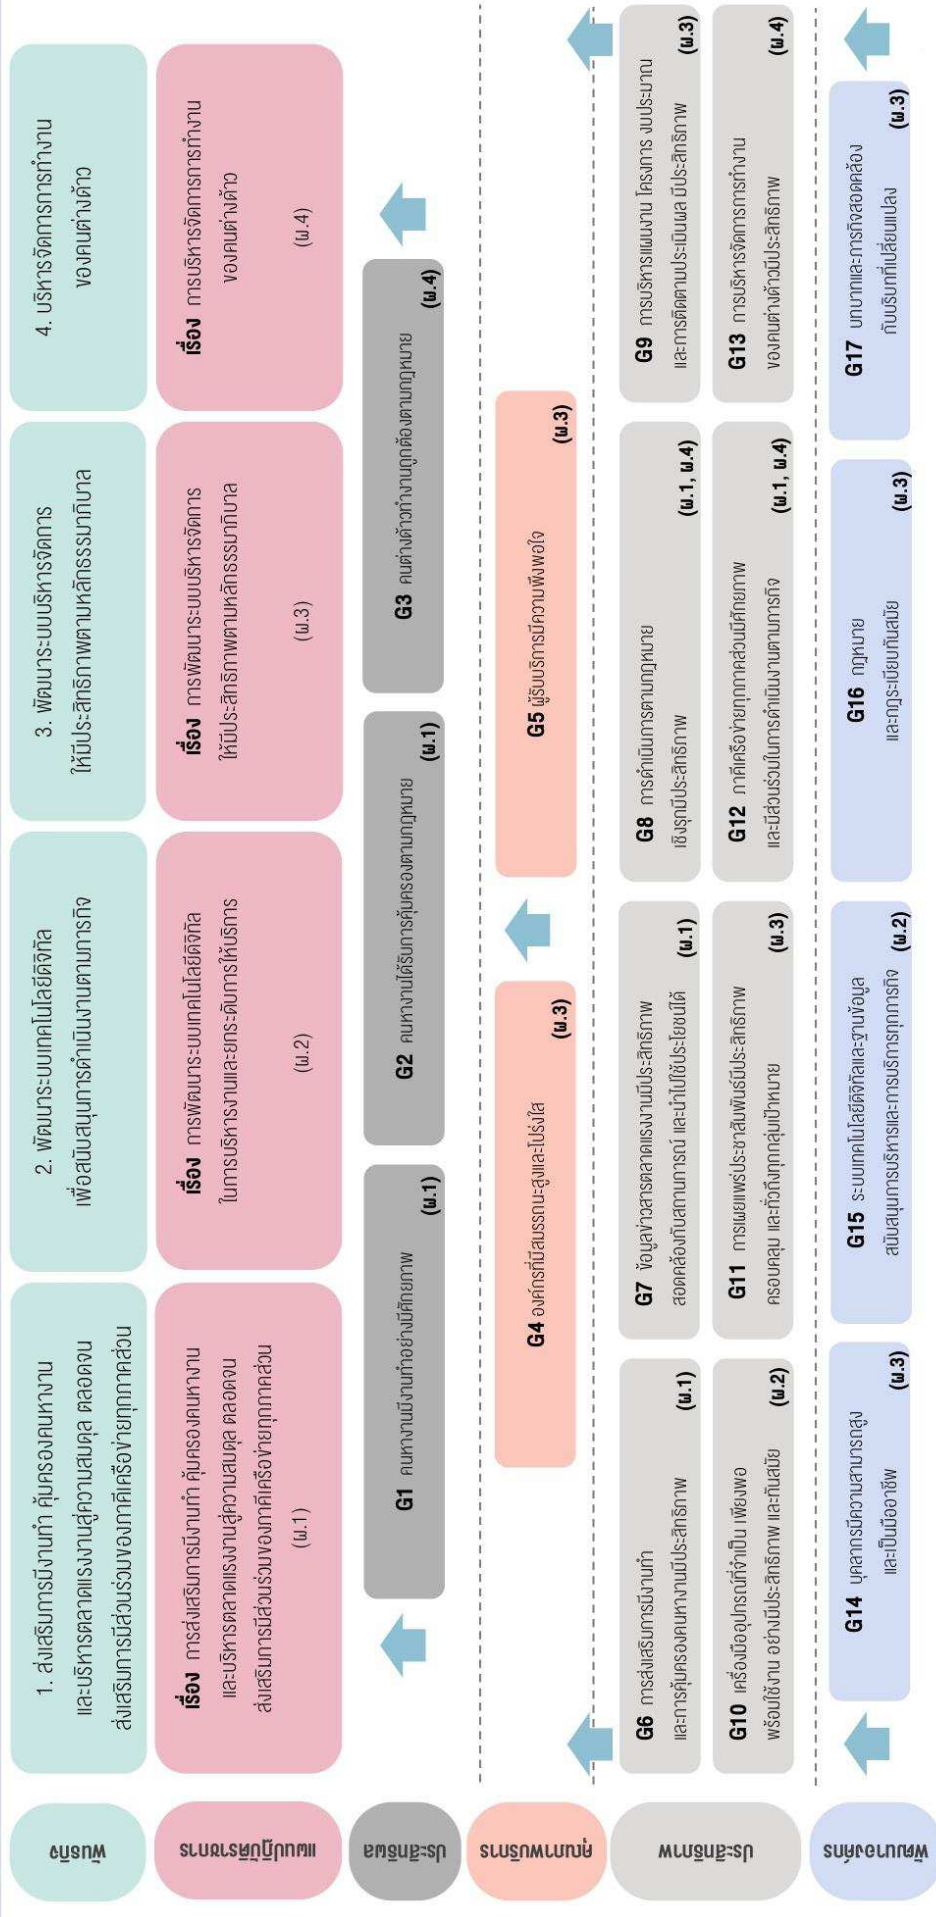 พันธกิจ
1. ส่งเสริมการมีงานทำ คุ้มครองคนหางาน
และบริหารตลาดแรงงานสู่ความสมดุล ตลอดจน
ส่งเสริมการมีส่วนร่วมของภาคีเครือข่ายทุกภาคส่วน
2. พัฒนาระบบเทคโนโลยีดิจิทัล
เพื่อสนับสนุนการดำเนินงานตามภารกิจ
3. พัฒนาระบบบริหารจัดการ
ให้มีประสิทธิภาพตามหลักธรรมาภิบาล
4. บริหารจัดการการทำงาน
ของคนต่างด้าว
แผนปฏิบัติราชการ
เรื่อง การส่งเสริมการมีงานทำ คุ้มครองคนหางาน
และบริหารตลาดแรงงานสู่ความสมดุล ตลอดจน
ส่งเสริมการมีส่วนร่วมของภาคีเครือข่ายทุกภาคส่วน
(ผ.1)
เรื่อง การพัฒนาระบบเทคโนโลยีดิจิทัล
ในการบริหารงานและยกระดับการให้บริการ
(ผ.2)
เรื่อง การพัฒนาระบบบริหารจัดการ
ให้มีประสิทธิภาพตามหลักธรรมาภิบาล
(ผ.3)
เรื่อง การบริหารจัดการการทำงาน
ของคนต่างด้าว
(ผ.4)
ประสิทธิผล
G1 คนหางานมีงานทำอย่างมีศักยภาพ
(ผ.1)
G2 คนหางานได้รับการคุ้มครองตามกฎหมาย
(ผ.1)
G3 คนต่างด้าวทำงานถูกต้องตามกฎหมาย
(ผ.4)
คุณภาพบริการ
G4 องค์กรที่มีสมรรถนะสูงและโปร่งใส
(ผ.3)
G5 ผู้รับบริการมีความพึงพอใจ
(ผ.3)
ประสิทธิภาพ
G6 การส่งเสริมการมีงานทำ
และการคุ้มครองคนหางานมีประสิทธิภาพ
(ผ.1)
G7 ข้อมูลข่าวสารตลาดแรงงานมีประสิทธิภาพ
สอดคล้องกับสถานการณ์ และนำไปใช้ประโยชน์ได้
(ผ.1)
G8 การดำเนินการตามกฎหมาย
เชิงรุกมีประสิทธิภาพ
(ผ.1, ผ.4)
G9 การบริหารแผนงาน โครงการ งบประมาณ
และการติดตามประเมินผล มีประสิทธิภาพ
(ผ.3)
G10 เครื่องมืออุปกรณ์ที่จำเป็น เพียงพอ
พร้อมใช้งาน อย่างมีประสิทธิภาพ และทันสมัย
(ผ.2)
G11 การเผยแพร่ประชาสัมพันธ์มีประสิทธิภาพ
ครอบคลุม และทั่วถึงทุกกลุ่มเป้าหมาย
(ผ.3)
G12 ภาคีเครือข่ายทุกภาคส่วนมีศักยภาพ
และมีส่วนร่วมในการดำเนินงานตามภารกิจ
(ผ.1, ผ.4)
G13 การบริหารจัดการการทำงาน
ของคนต่างด้าวมีประสิทธิภาพ
(ผ.4)
พัฒนาองค์กร
G14 บุคลากรมีความสามารถสูง
และเป็นมืออาชีพ
(ผ.3)
G15 ระบบเทคโนโลยีดิจิทัลและฐานข้อมูล
สนับสนุนการบริหารและการบริการทุกภารกิจ
(ผ.2)
G16 กฎหมาย
และกฎระเบียบทันสมัย
(ผ.3)
G17 บทบาทและภารกิจสอดคล้อง
กับบริบทที่เปลี่ยนแปลง
(ผ.3)